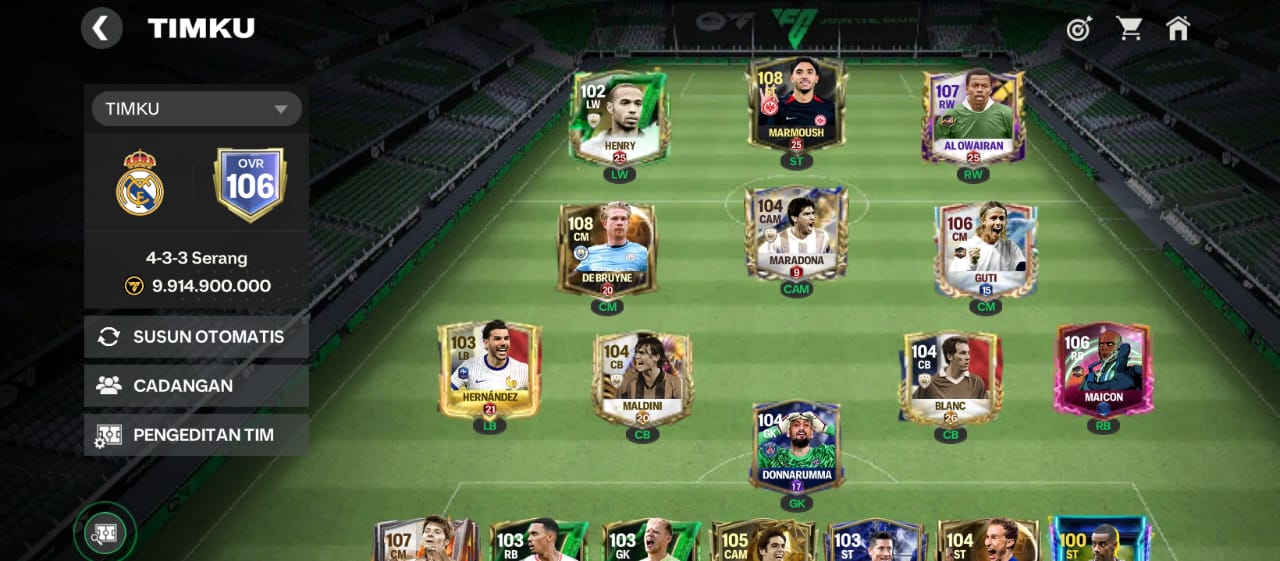 TIMKU
TIMKU
OVR
106
4-3-3 Serang
9.914.900.000
SUSUN OTOMATIS
CADANGAN
PENGEDITAN TIM
102
LW
HENRY
25
LW
108
ST
MARMOUSH
25
ST
107
RW
AL OWAIRAN
25
RW
108
CM
DE BRUYNE
20
CM
104
CAM
MARADONA
9
CAM
106
CM
GUTI
15
CM
103
LB
HERNÁNDEZ
21
LB
104
CB
MALDINI
20
CB
104
CB
BLANC
26
CB
106
RB
MAICON
RB
104
GK
DONNARUMMA
17
GK
107
CM
103
RB
103
GK
105
CAM
103
ST
104
ST
100
ST